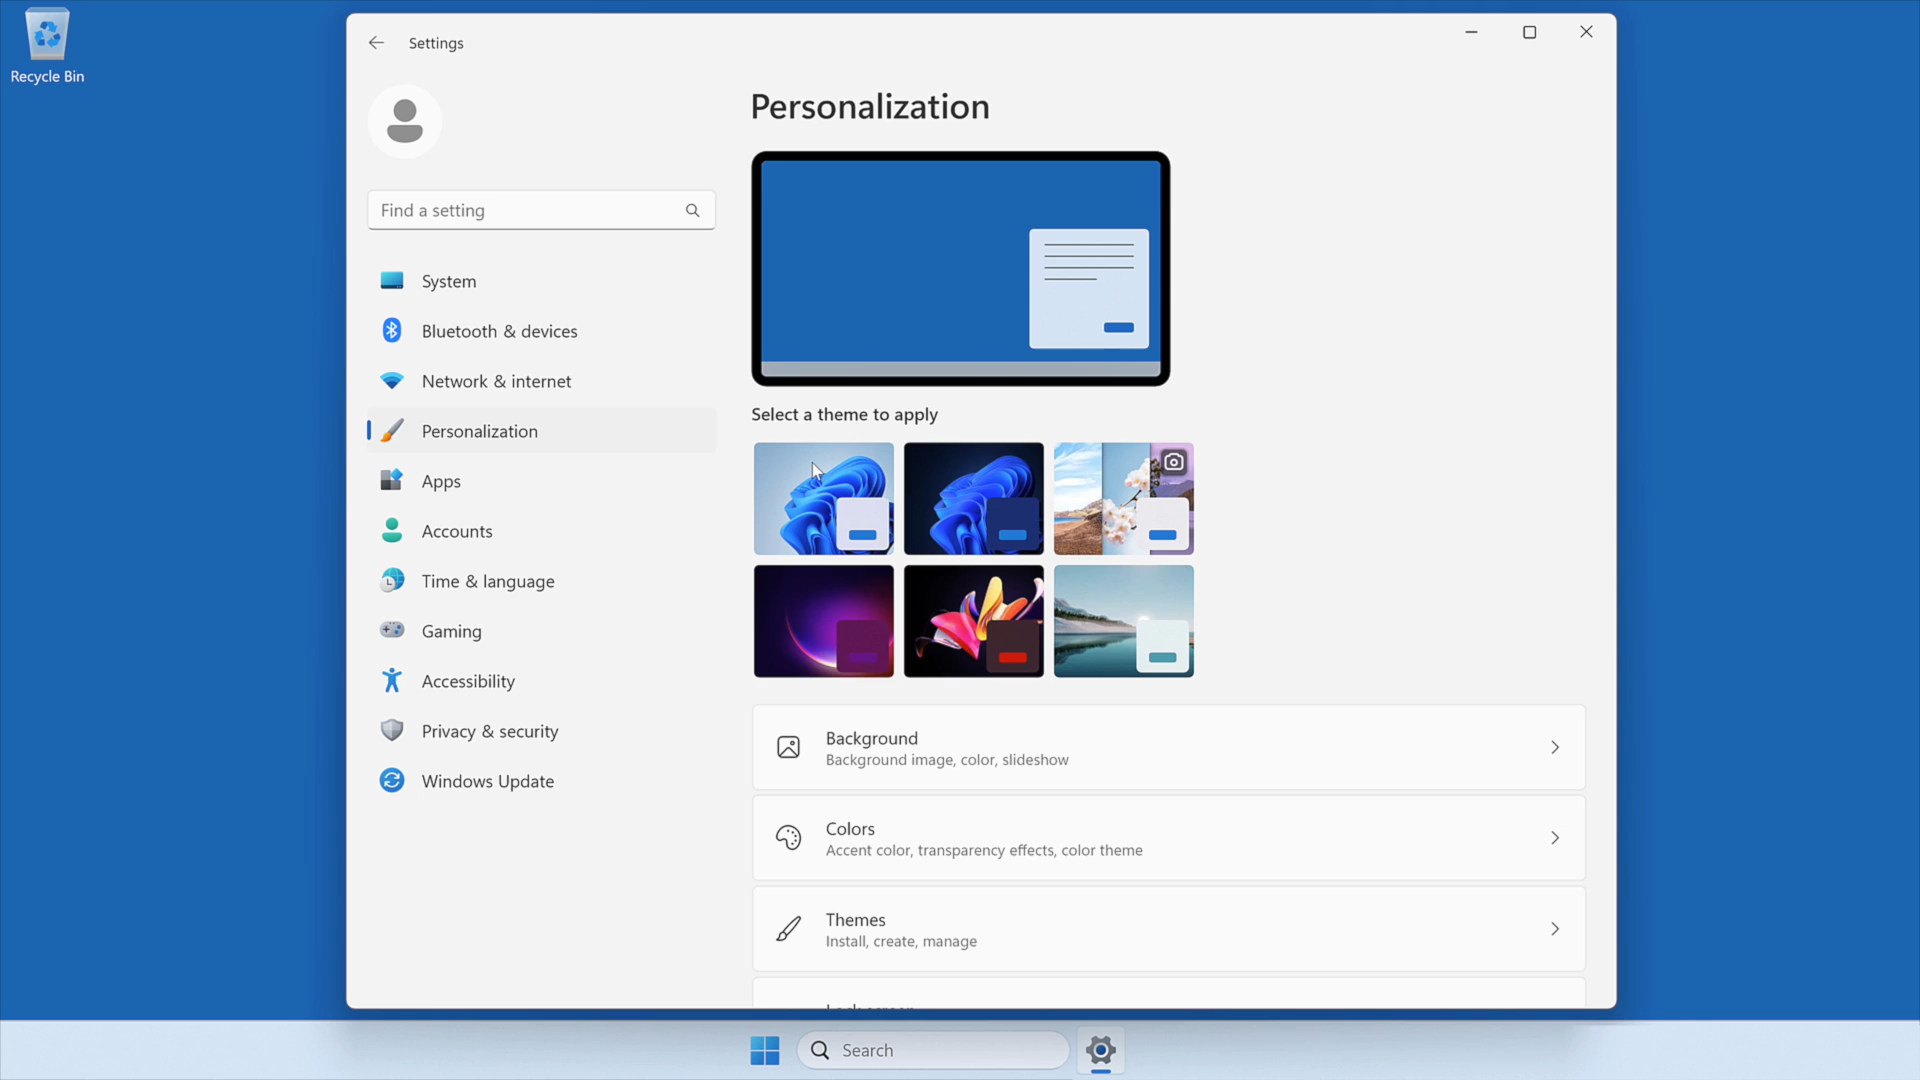 Recycle Bin
Settings
Find a setting
System
Bluetooth & devices
Network & internet
Personalization
Apps
Accounts
Time & language
Gaming
Accessibility
Privacy & security
Windows Update
Personalization
Select a theme to apply
Background
Background image, color, slideshow
Colors
Accent color, transparency effects, color theme
Themes
Install, create, manage
Search